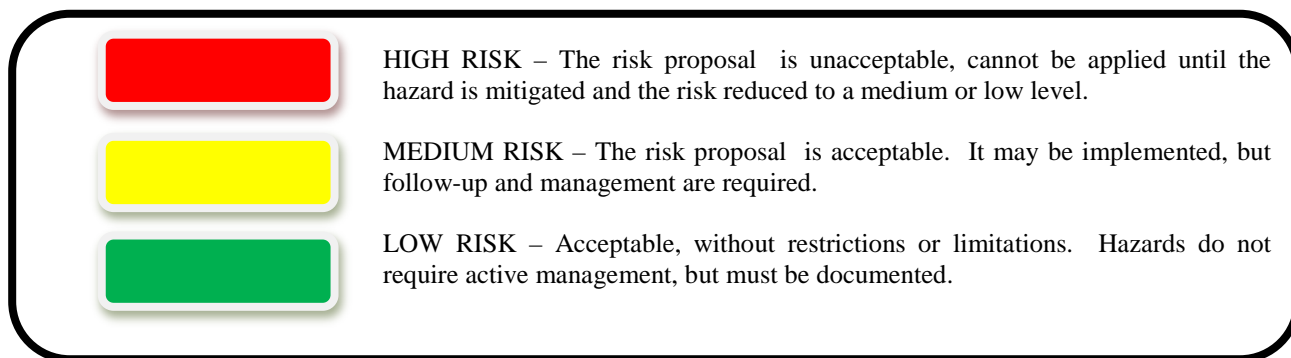 HIGH RISK – The risk proposal is unacceptable, cannot be applied until the
hazard is mitigated and the risk reduced to a medium or low level.
MEDIUM RISK – The risk proposal is acceptable. It may be implemented, but
follow-up and management are required.
LOW RISK – Acceptable, without restrictions or limitations. Hazards do not
require active management, but must be documented.